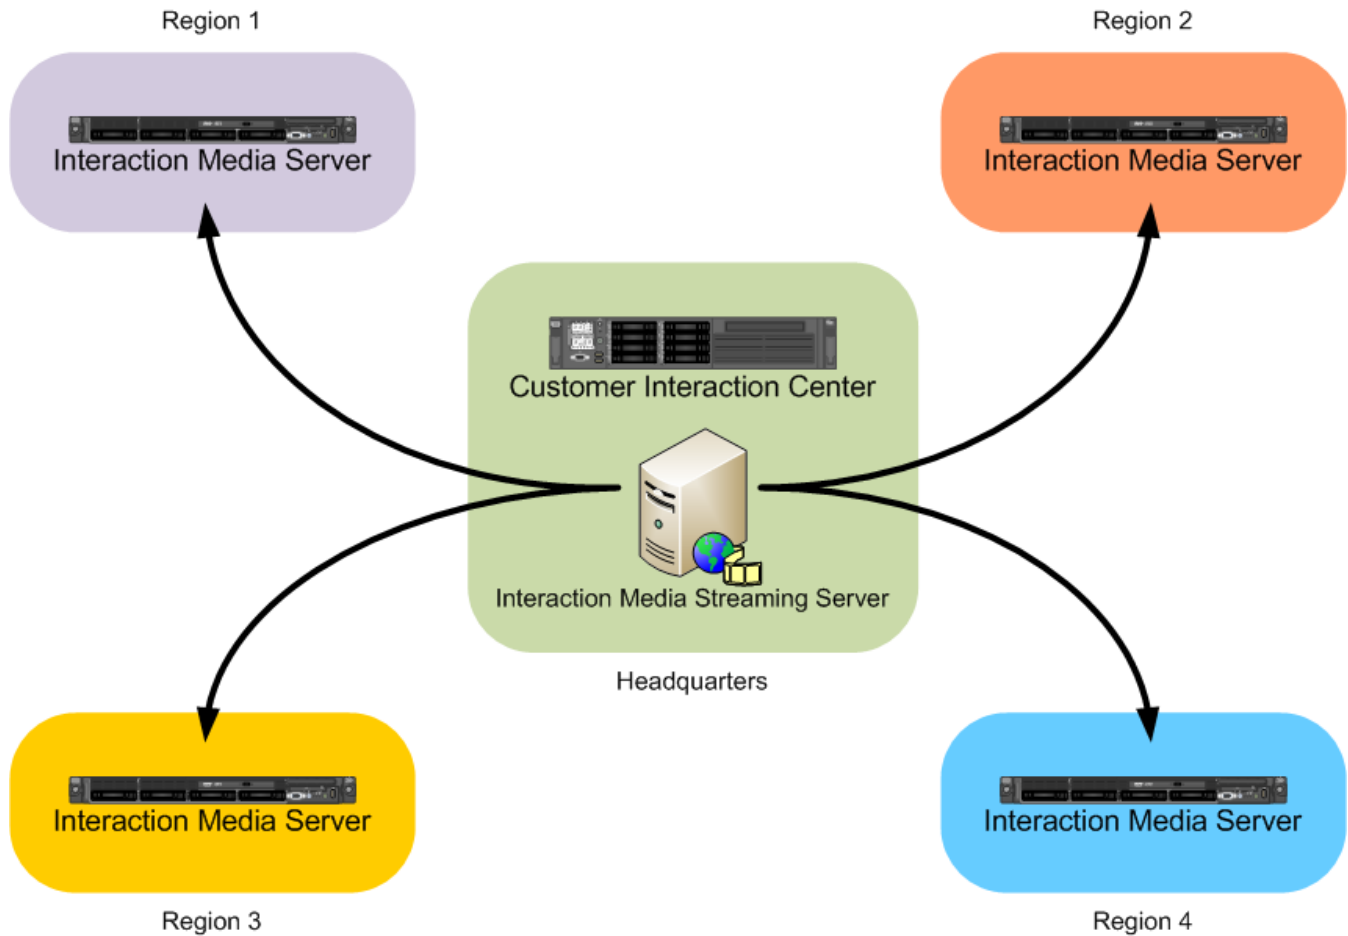 Region 1
Region 2
Interaction Media Server
Interaction Media Server
Customer Interaction Center
Interaction Media Streaming Server
Headquarters
Interaction Media Server
Interaction Media Server
Region 3
Region 4